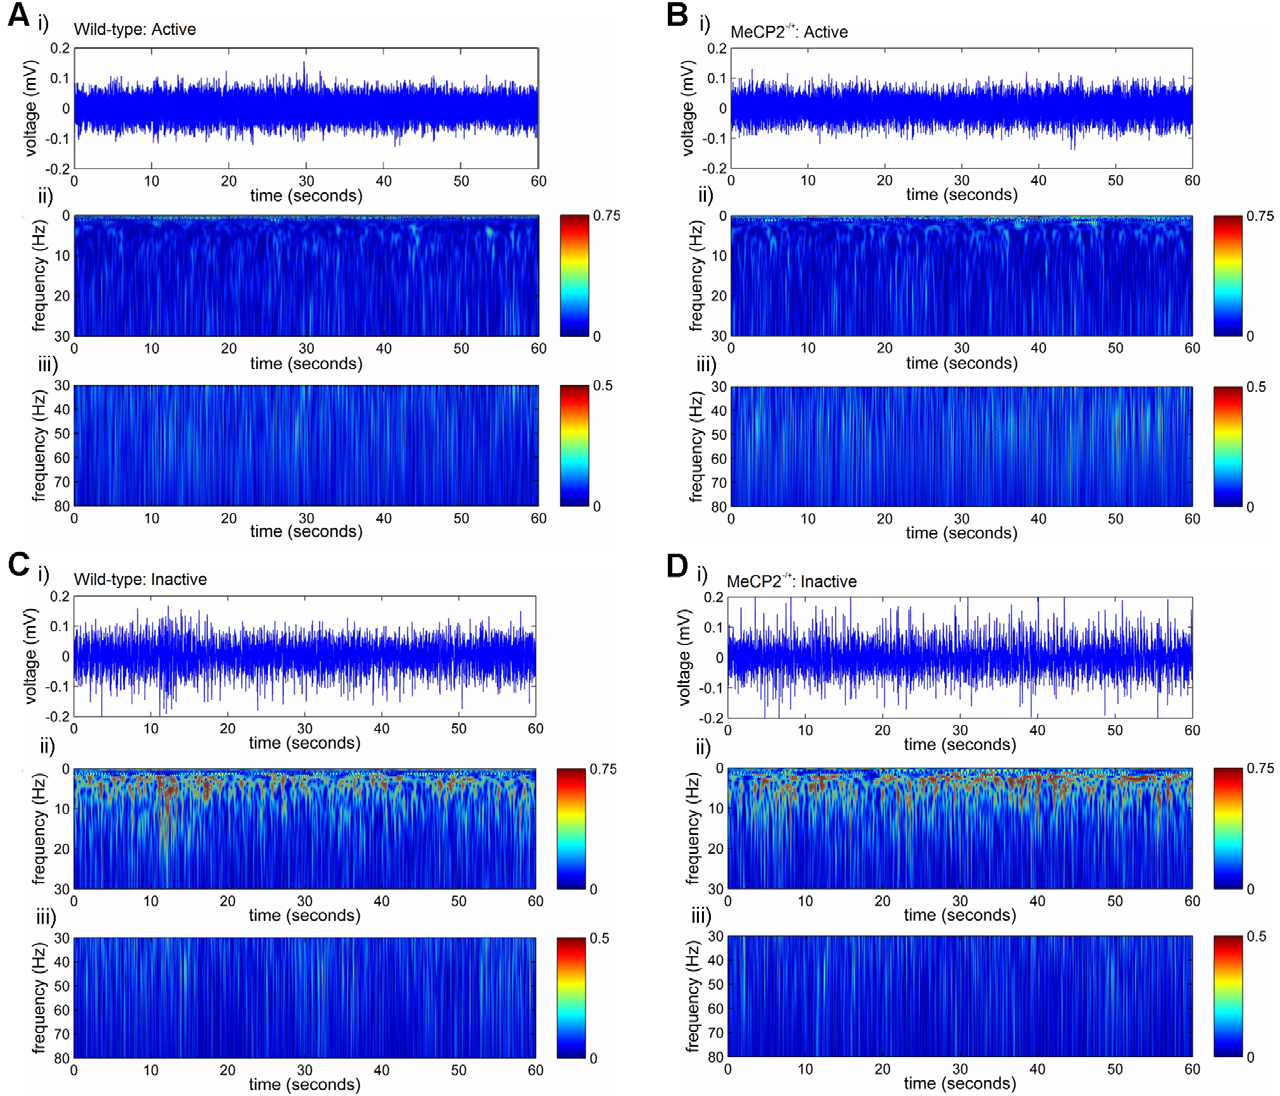 A i) Wild-type: Active
voltage (mV)
0.2
0.1
0
-0.1
-0.2
0 10 20 30 40 50 60
time (seconds)
ii)
frequency (Hz)
0
10
20
30
0 10 20 30 40 50 60
time (seconds)
0.75
0
iii)
frequency (Hz)
30
40
50
60
70
80
0 10 20 30 40 50 60
time (seconds)
0.5
0
B i) MeCP2-/+: Active
voltage (mV)
0.2
0.1
0
-0.1
-0.2
0 10 20 30 40 50 60
time (seconds)
ii)
frequency (Hz)
0
10
20
30
0 10 20 30 40 50 60
time (seconds)
0.75
0
iii)
frequency (Hz)
30
40
50
60
70
80
0 10 20 30 40 50 60
time (seconds)
0.5
0
C i) Wild-type: Inactive
voltage (mV)
0.2
0.1
0
-0.1
-0.2
0 10 20 30 40 50 60
time (seconds)
ii)
frequency (Hz)
0
10
20
30
0 10 20 30 40 50 60
time (seconds)
0.75
0
iii)
frequency (Hz)
30
40
50
60
70
80
0 10 20 30 40 50 60
time (seconds)
0.5
0
D i) MeCP2-/+: Inactive
voltage (mV)
0.2
0.1
0
-0.1
-0.2
0 10 20 30 40 50 60
time (seconds)
ii)
frequency (Hz)
0
10
20
30
0 10 20 30 40 50 60
time (seconds)
0.75
0
iii)
frequency (Hz)
30
40
50
60
70
80
0 10 20 30 40 50 60
time (seconds)
0.5
0